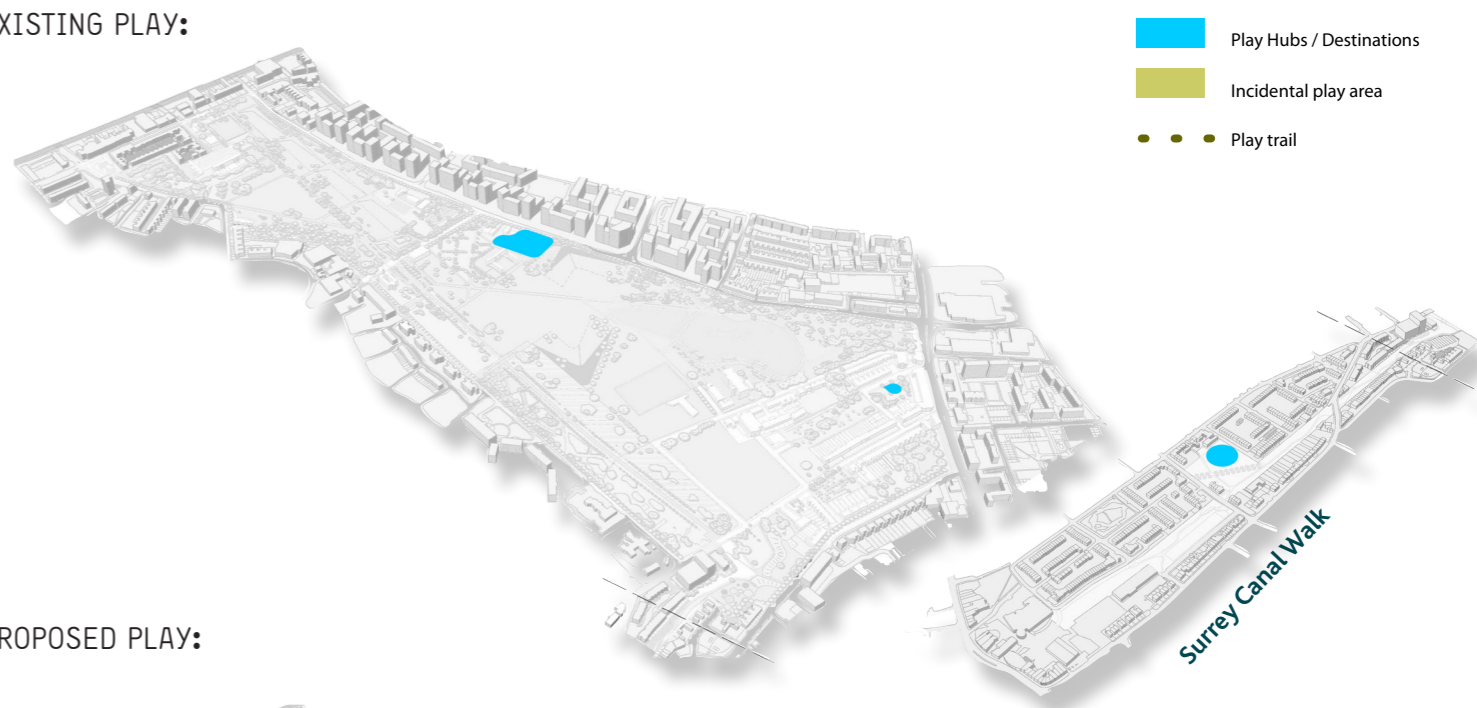 XISTING PLAY:
Play Hubs / Destinations
Incidental play area
Play trail
Surrey Canal Walk
ROPOSED PLAY: